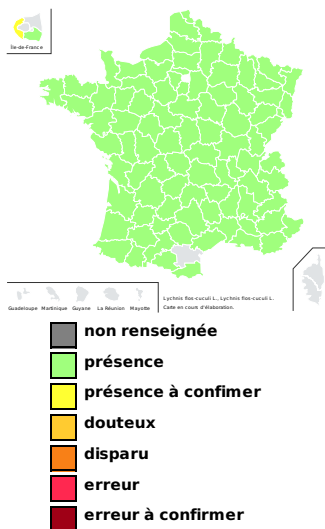 Île-de-France
Lychnis flos-cuculi L., Lychnis flos-cuculi L.
Carte en cours d'élaboration.
Guadeloupe Martinique Guyane La Réunion Mayotte
non renseignée
présence
présence à confimer
douteux
disparu
erreur
erreur à confirmer